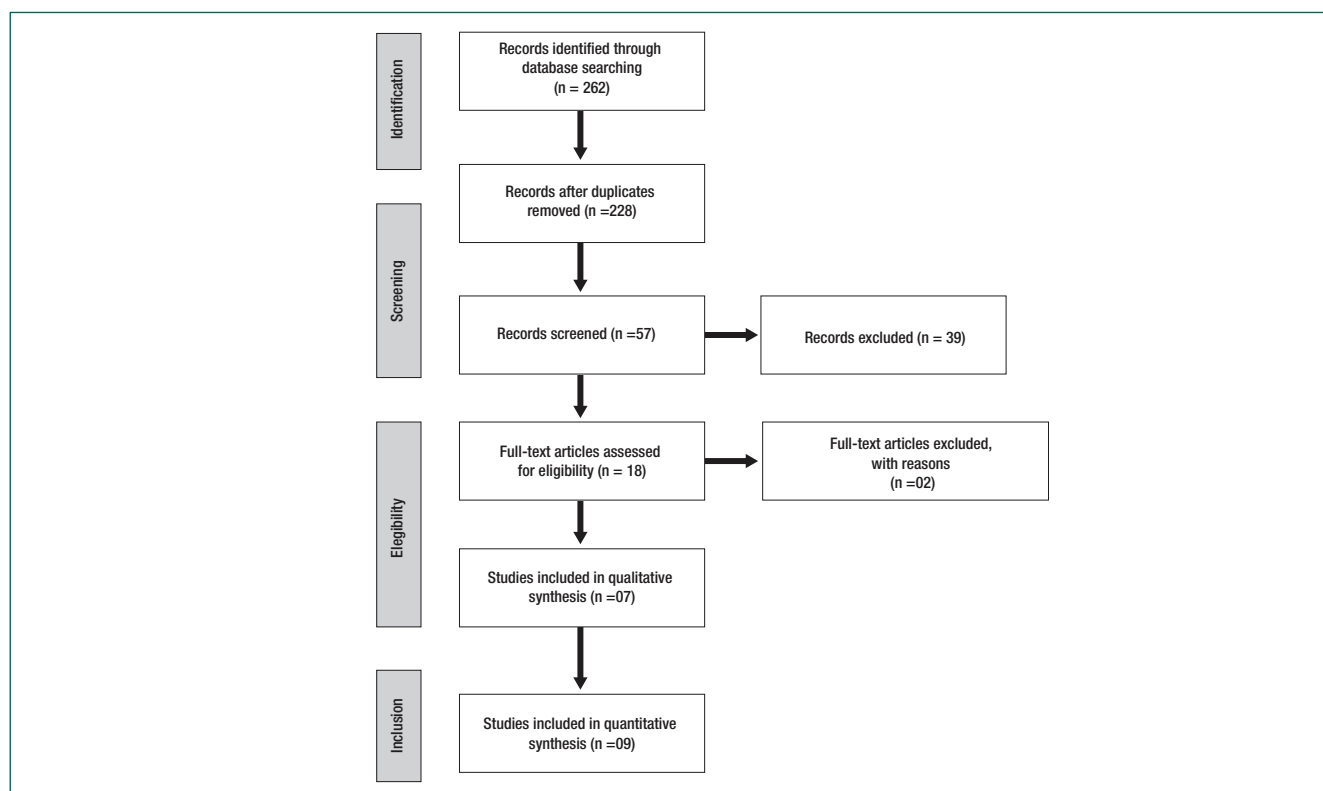 Identification
Records identified through
database searching
(n = 262)
Records after duplicates
removed (n =228)
Screening
Records screened (n =57)
Records excluded (n = 39)
Elegibility
Full-text articles assessed
for eligibility (n = 18)
Full-text articles excluded,
with reasons
(n =02)
Studies included in qualitative
synthesis (n =07)
Inclusion
Studies included in quantitative
synthesis (n =09)